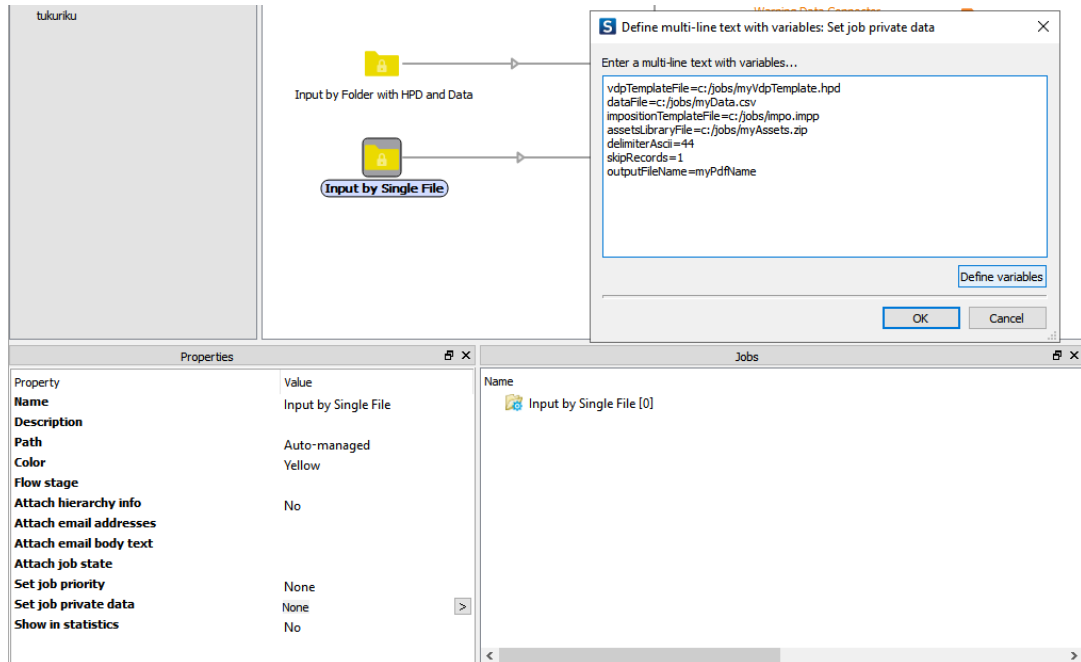 tukuriku
Warning Data Connector
Input by Folder with HPD and Data
Input by Single File
S Define multi-line text with variables: Set job private data
Enter a multi-line text with variables...
vdpTemplateFile=c:/jobs/myVdpTemplate.hpd
dataFile=c:/jobs/myData.csv
impositionTemplateFile=c:/jobs/impo.impp
assetsLibraryFile=c:/jobs/myAssets.zip
delimiterAscii=44
skipRecords=1
outputFileName=myPdfName
Define variables
OK Cancel
Properties
Property Value
Name Input by Single File
Description
Path Auto-managed
Color Yellow
Flow stage
Attach hierarchy info No
Attach email addresses
Attach email body text
Attach job state
Set job priority None
Set job private data None >
Show in statistics No
Jobs
Name
Input by Single File [0]